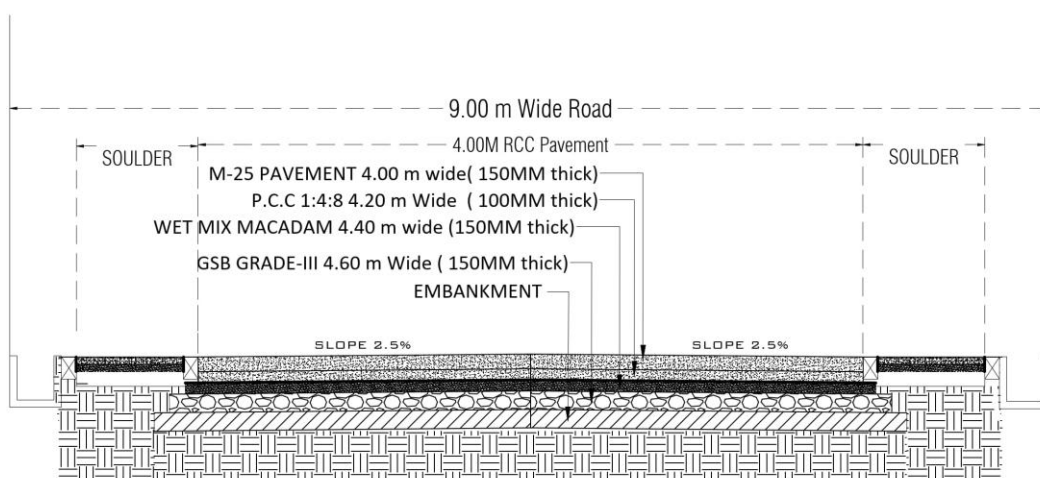 9.00 m Wide Road
4.00M RCC Pavement
SOULDER
SOULDER
M-25 PAVEMENT 4.00 m wide( 150MM thick)
P.C.C 1:4:8 4.20 m Wide ( 100MM thick)
WET MIX MACADAM 4.40 m wide (150MM thick)
GSB GRADE-III 4.60 m Wide ( 150MM thick)
EMBANKMENT
SLOPE 2.5%
SLOPE 2.5%